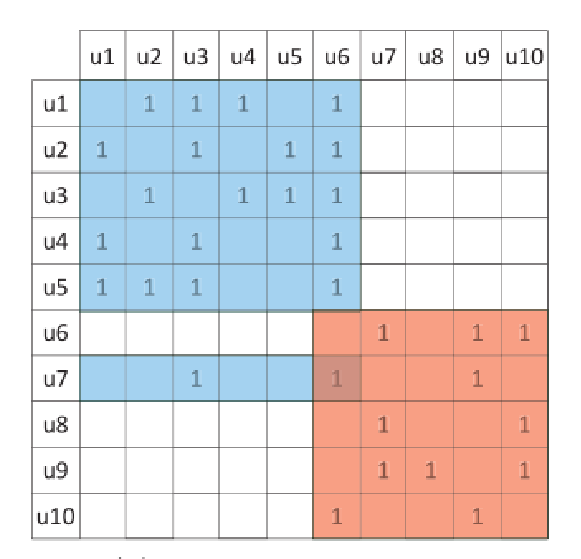 u1 u2 u3 u4 u5 u6 u7 u8 u9 u10
u1 1 1 1 1
u2 1 1 1 1
u3 1 1 1 1
u4 1 1 1
u5 1 1 1 1
u6 1 1 1
u7 1 1 1
u8 1 1
u9 1 1 1
u10 1 1